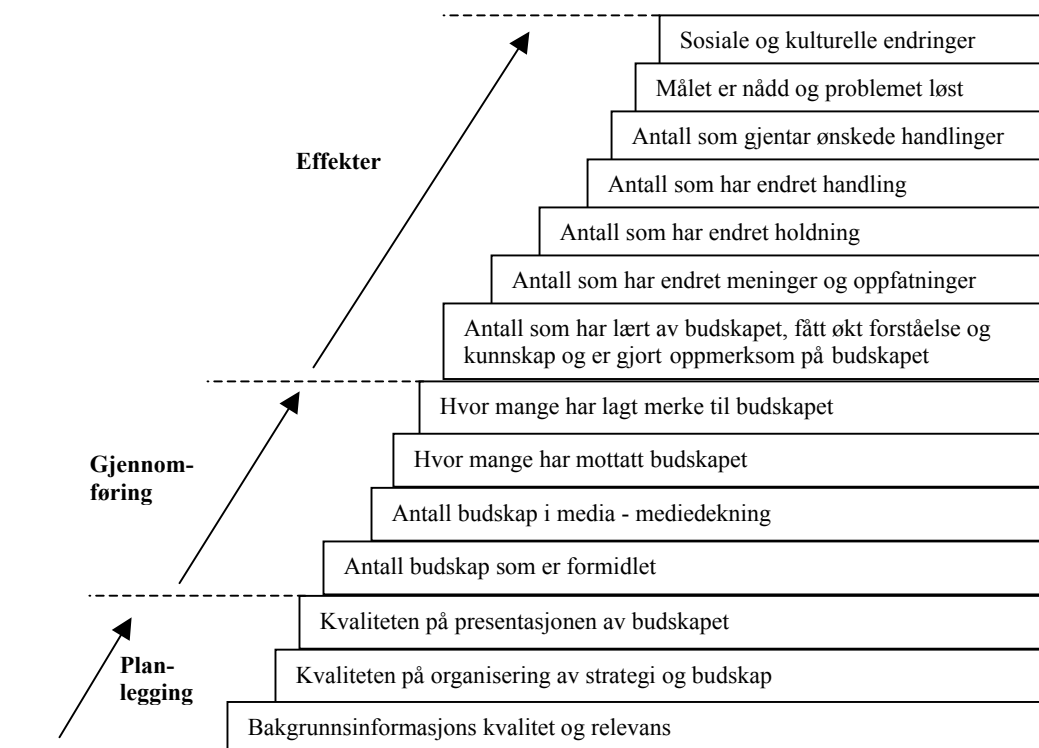 Sosiale og kulturelle endringer
Målet er nådd og problemet løst
Antall som gjentar ønskede handlinger
Effekter
Antall som har endret handling
Antall som har endret holdning
Antall som har endret meninger og oppfatninger
Antall som har lært av budskapet, fått økt forståelse og
kunnskap og er gjort oppmerksom på budskapet
Hvor mange har lagt merke til budskapet
Hvor mange har mottatt budskapet
Gjennom-
føring
Antall budskap i media - mediedekning
Antall budskap som er formidlet
Kvaliteten på presentasjonen av budskapet
Plan-
legging
Kvaliteten på organisering av strategi og budskap
Bakgrunnsinformasjons kvalitet og relevans